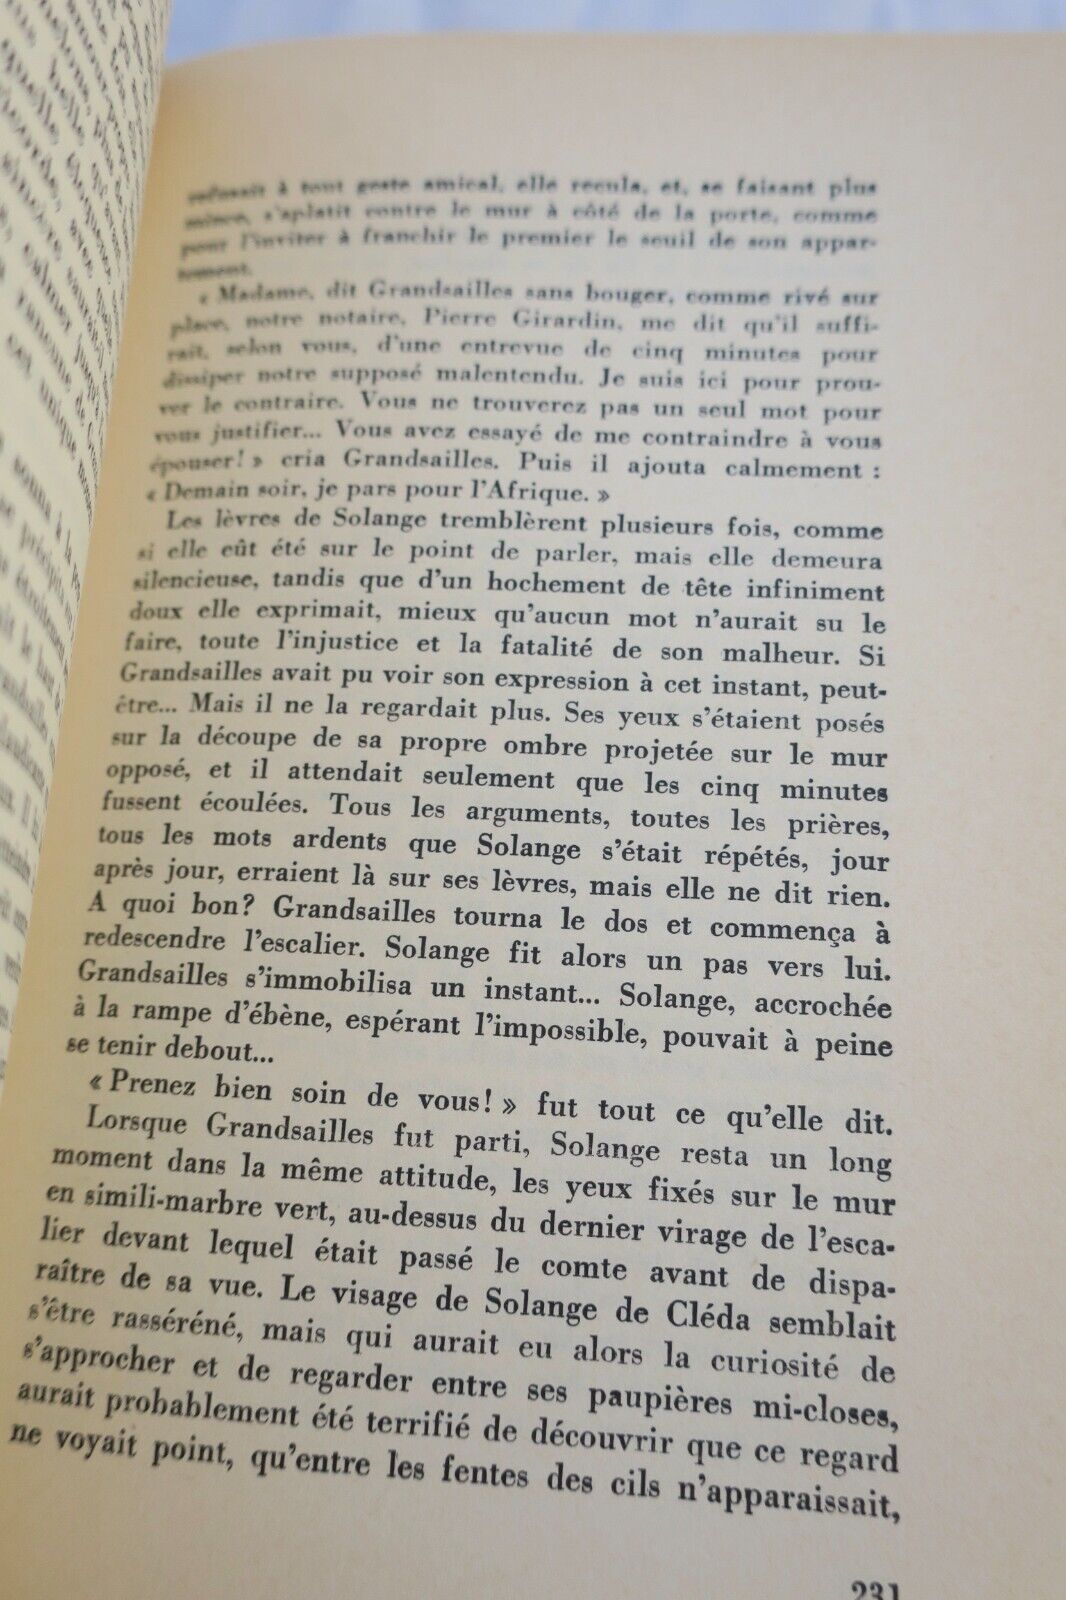 refusait à tout geste amical, elle recula, et, se faisant plus
mince, s'aplatit contre le mur à côté de la porte, comme
pour l'inviter à franchir le premier le seuil de son appar-
tement.
« Madame, dit Grandsailles sans bouger, comme rivé sur
place, notre notaire, Pierre Girardin, me dit qu'il suffi-
rait, selon vous, d'une entrevue de cinq minutes pour
dissiper notre supposé malentendu. Je suis ici pour prou-
ver le contraire. Vous ne trouverez pas un seul mot pour
vous justifier... Vous avez essayé de me contraindre à vous
épouser! » cria Grandsailles. Puis il ajouta calmement :
« Demain soir, je pars pour l'Afrique. »
Les lèvres de Solange tremblèrent plusieurs fois, comme
si elle eût été sur le point de parler, mais elle demeura
silencieuse, tandis que d'un hochement de tête infiniment
doux elle exprimait, mieux qu'aucun mot n'aurait su le
faire, toute l'injustice et la fatalité de son malheur. Si
Grandsailles avait pu voir son expression à cet instant, peut-
être... Mais il ne la regardait plus. Ses yeux s'étaient posés
sur la découpe de sa propre ombre projetée sur le mur
opposé, et il attendait seulement que les cinq minutes
fussent écoulées. Tous les arguments, toutes les prières,
tous les mots ardents que Solange s'était répétés, jour
après jour, erraient là sur ses lèvres, mais elle ne dit rien.
A quoi bon? Grandsailles tourna le dos et commença à
redescendre l'escalier. Solange fit alors un pas vers lui.
Grandsailles s'immobilisa un instant... Solange, accrochée
à la rampe d'ébène, espérant l'impossible, pouvait à peine
se tenir debout...
« Prenez bien soin de vous! » fut tout ce qu'elle dit.
Lorsque Grandsailles fut parti, Solange resta un long
moment dans la même attitude, les yeux fixés sur le mur
en simili-marbre vert, au-dessus du dernier virage de l'esca-
lier devant lequel était passé le comte avant de dispa-
raître de sa vue. Le visage de Solange de Cléda semblait
s'être rasséréné, mais qui aurait eu alors la curiosité de
s'approcher et de regarder entre ses paupières mi-closes,
aurait probablement été terrifié de découvrir que ce regard
ne voyait point, qu'entre les fentes des cils n'apparaissait,
231